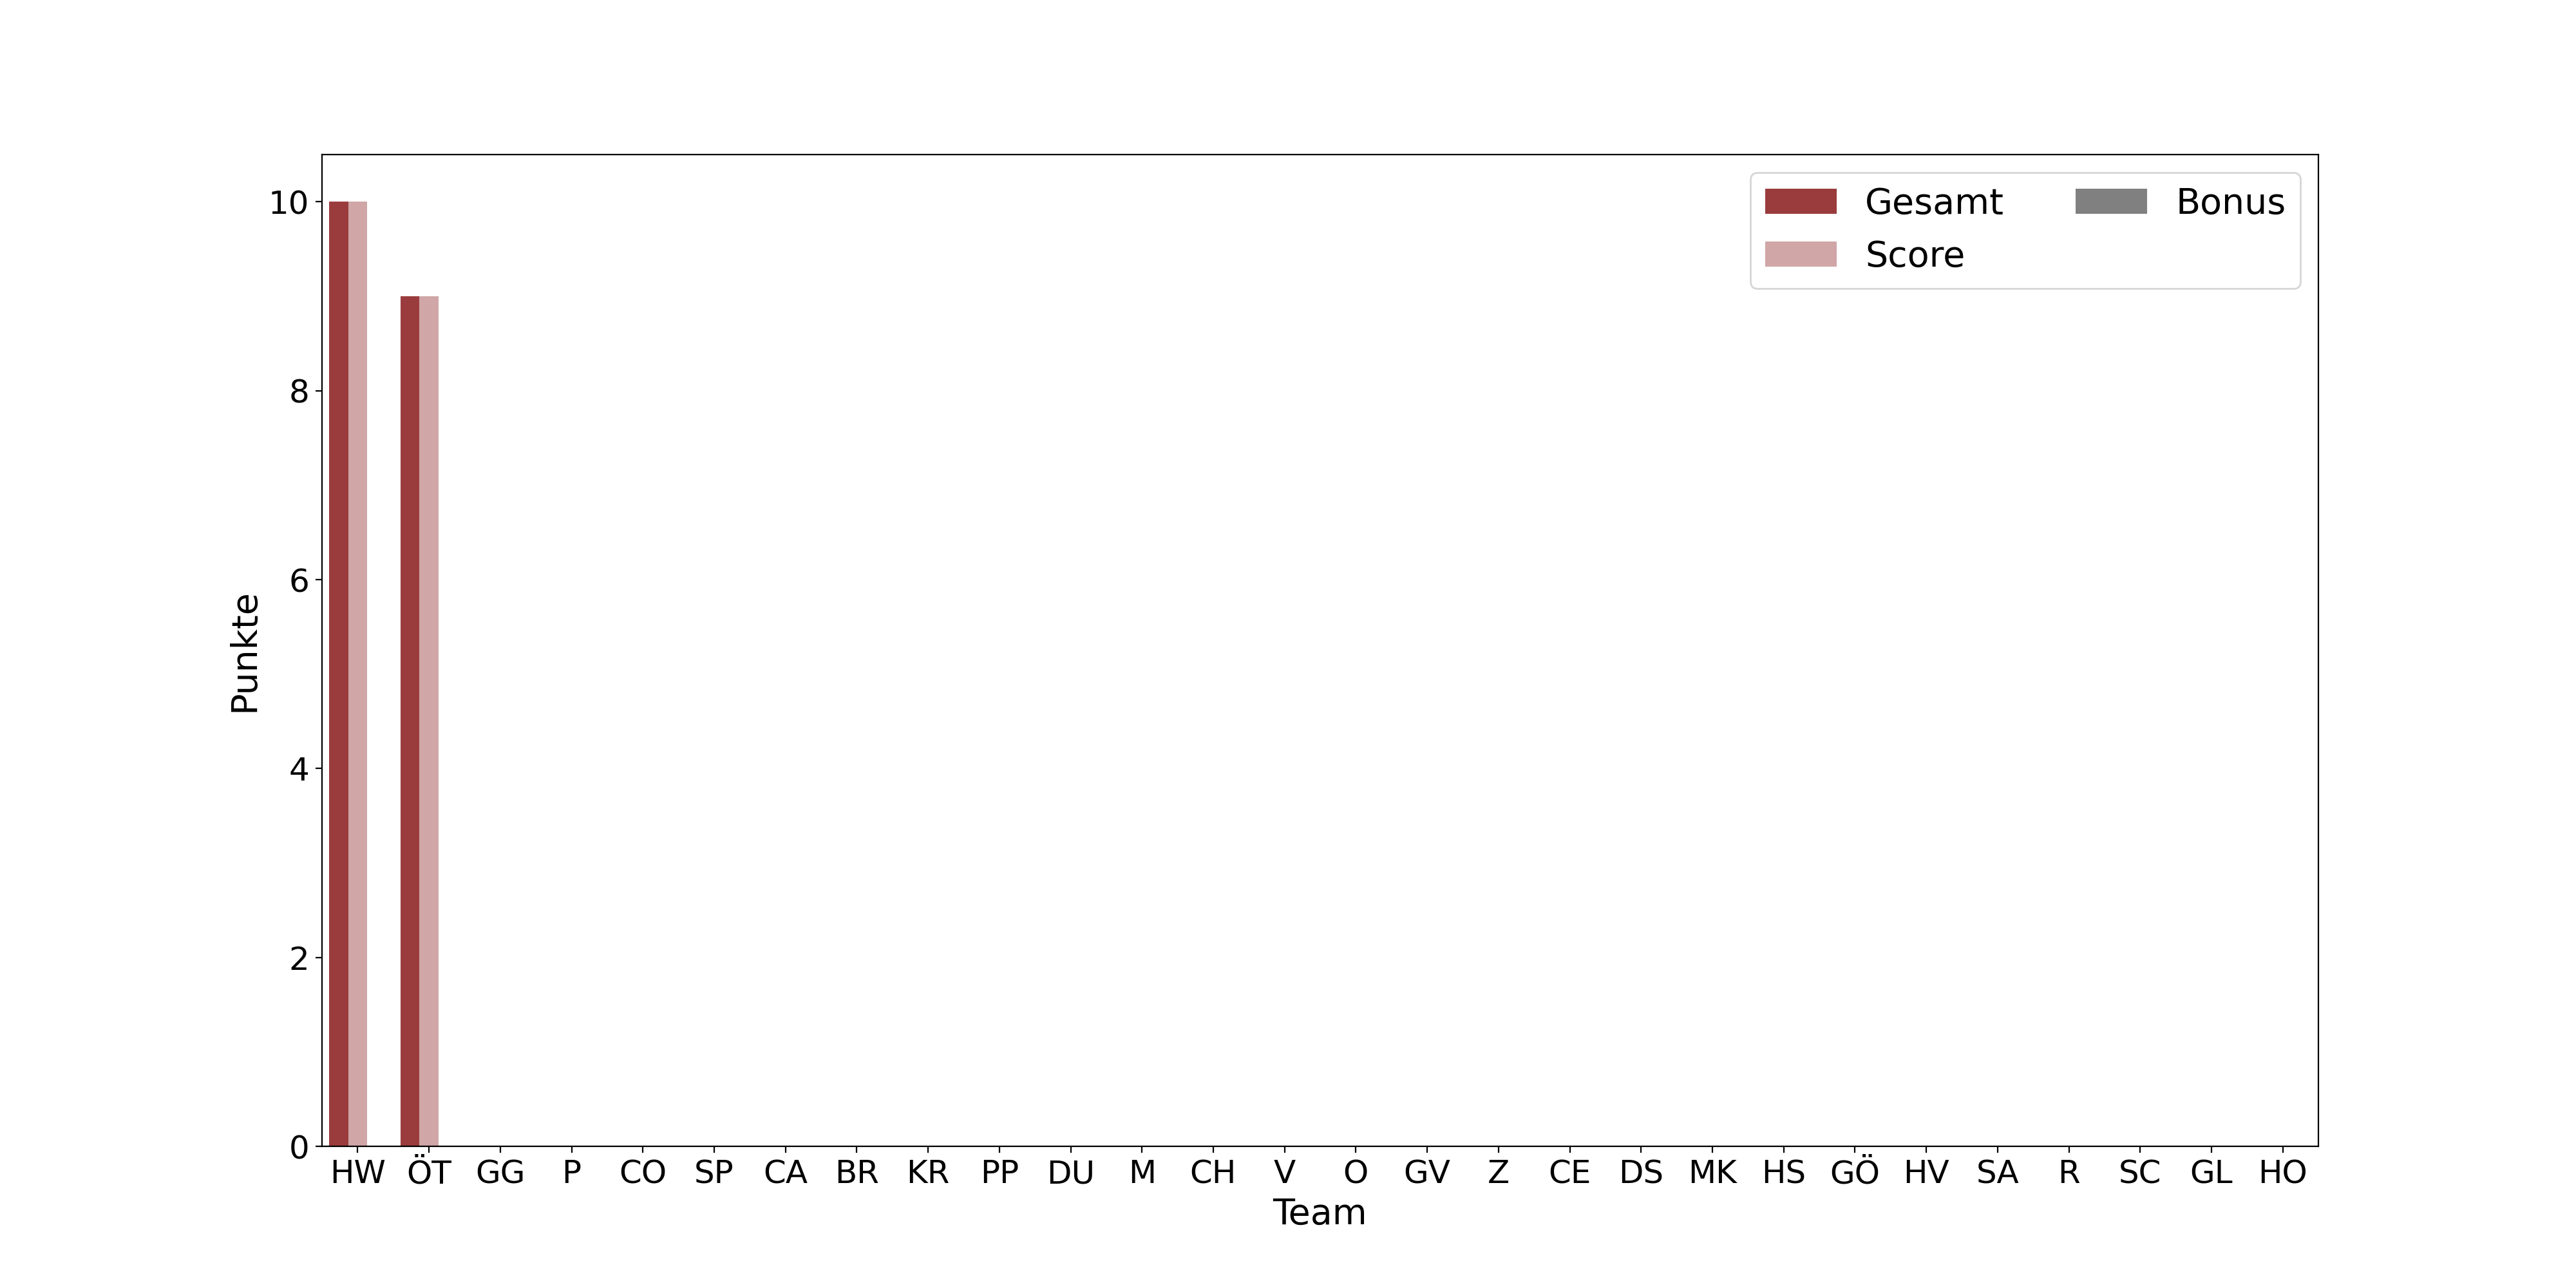 Gesamt
Score
Bonus
Punkte
10
8
6
4
2
0
HW ÖT GG P CO SP CA BR KR PP DU M CH V O GV Z CE DS MK HS GÖ HV SA R SC GL HO
Team